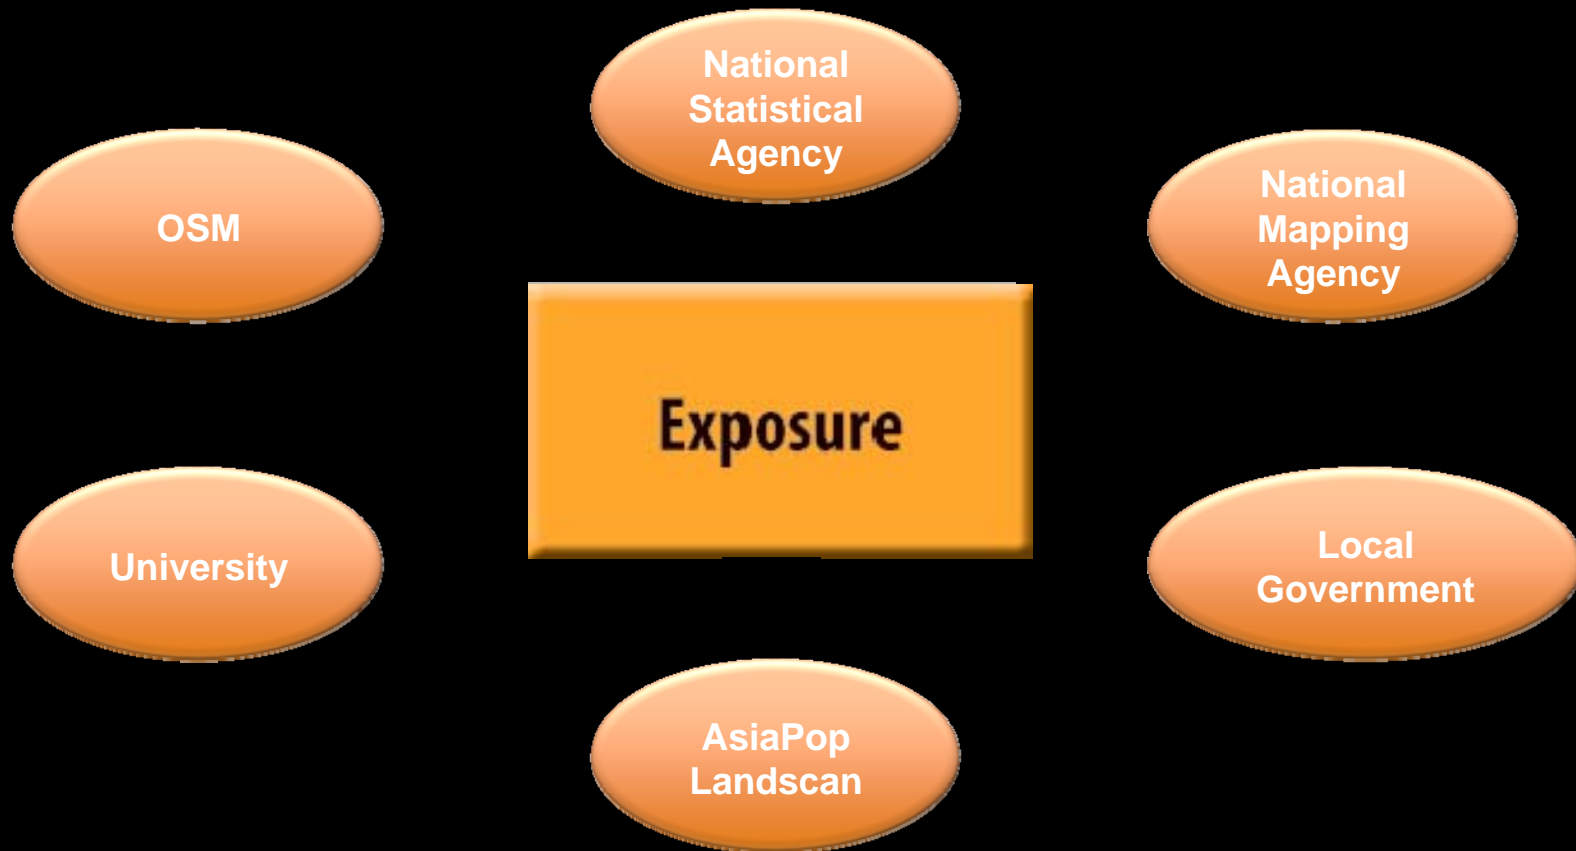 National
Statistical
Agency
OSM
National
Mapping
Agency
Exposure
University
Local
Government
AsiaPop
Landscan